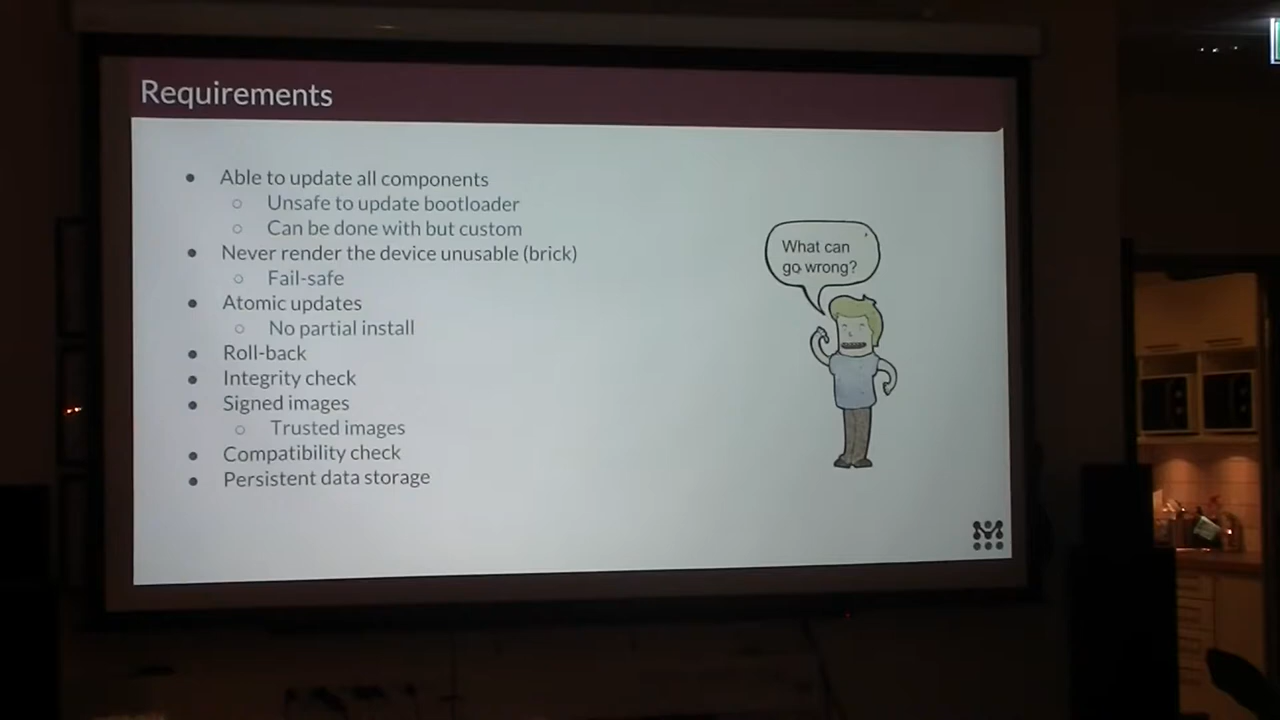 Requirements
Able to update all components
Unsafe to update bootloader
Can be done with but custom
Never render the device unusable (brick)
Fail-safe
Atomic updates
No partial install
Roll-back
Integrity check
Signed images
Trusted images
Compatibility check
Persistent data storage
What can
go wrong?